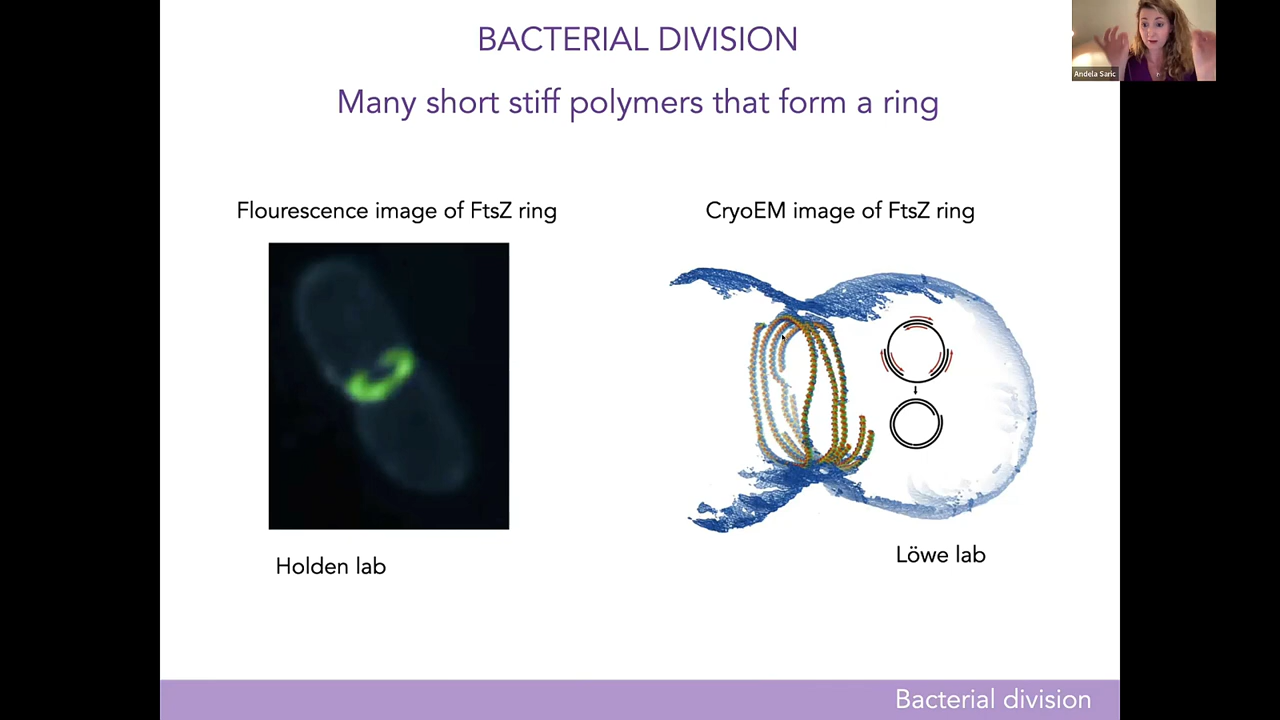 BACTERIAL DIVISION
Andela Saric
Many short stiff polymers that form a ring
Flourescence image of FtsZ ring
CryoEM image of FtsZ ring
Holden lab
Löwe lab
Bacterial division